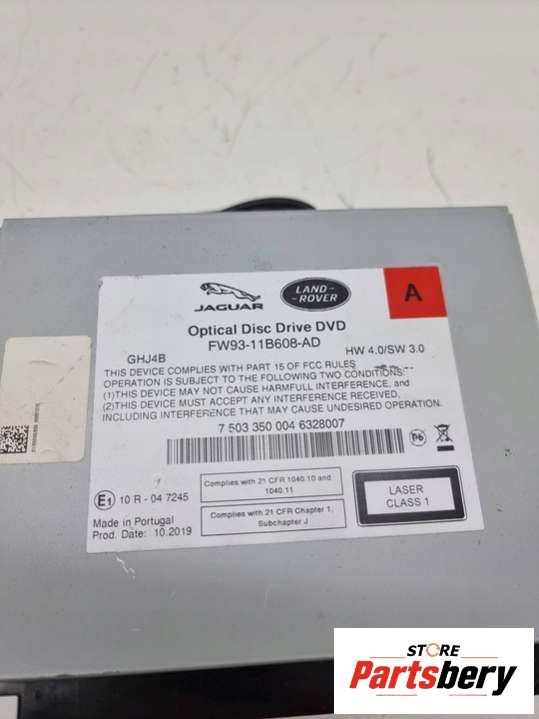 JAGUAR
LAND
ROVER
A
Optical Disc Drive DVD
FW93-11B608-AD
GHJ4B
HW 4.0/SW 3.0
THIS DEVICE COMPLIES WITH PART 15 OF FCC RULES
OPERATION IS SUBJECT TO THE FOLLOWING TWO CONDITIONS:
(1)THIS DEVICE MAY NOT CAUSE HARMFULL INTERFERENCE, and
(2)THIS DEVICE MUST ACCEPT ANY INTERFERENCE RECEIVED,
INCLUDING INTERFERENCE THAT MAY CAUSE UNDESIRED OPERATION.
7 503 350 004 6328007
E1 10 R - 04 7245
Made in Portugal
Prod. Date: 10.2019
Complies with 21 CFR 1040.10 and
1040.11
Complies with 21 CFR Chapter 1,
Subchapter J
Pb
LASER
CLASS 1
STORE
Partsbery